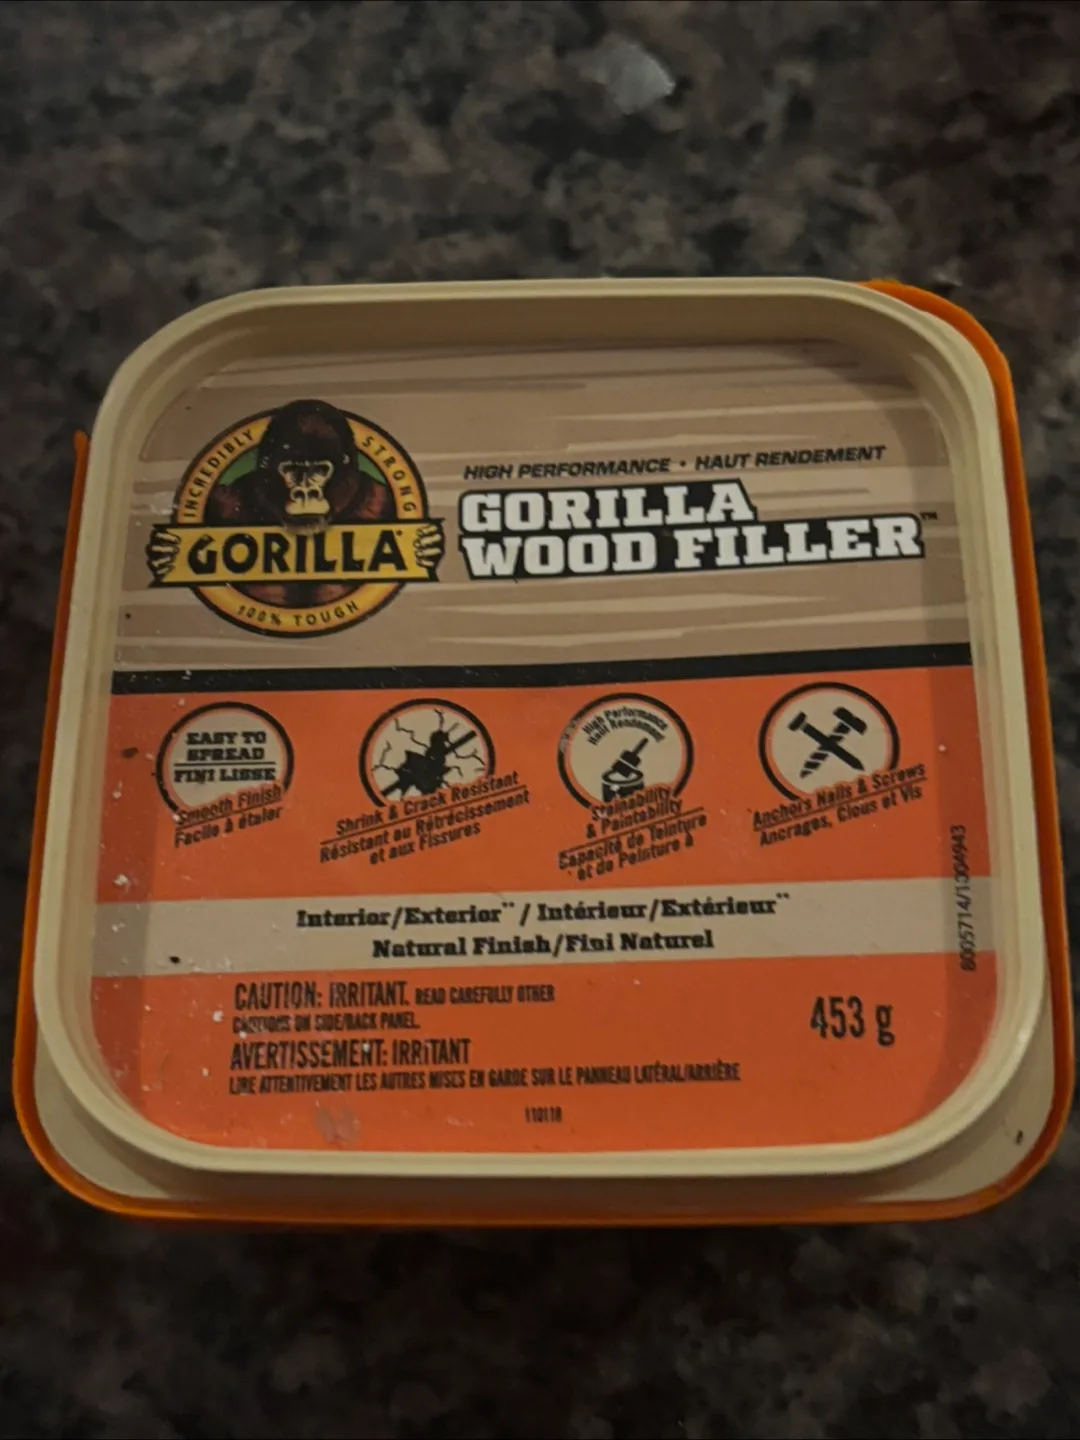 INCREDIBLY STRONG
GORILLA
100% TOUGH
HIGH PERFORMANCE • HAUT RENDEMENT
GORILLA
WOOD FILLER™
EASY TO
SPREAD
FINI LISSE
Smooth Finish
Facile à étaler
Shrink & Crack Resistant
Résistant au Rétrécissement
et aux Fissures
High Performance
Haut Rendement
Stainability
& Paintability
Capacité de Teinture
et de Peinture à
Anchors Nails & Screws
Ancrages, Clous et Vis
Interior/Exterior** / Intérieur/Extérieur**
Natural Finish/Fini Naturel
CAUTION: IRRITANT. READ CAREFULLY OTHER
CAUTIONS ON SIDE/BACK PANEL.
AVERTISSEMENT: IRRITANT
LIRE ATTENTIVEMENT LES AUTRES MISES EN GARDE SUR LE PANNEAU LATÉRAL/ARRIÈRE
453 g
110118
8005714/1004943